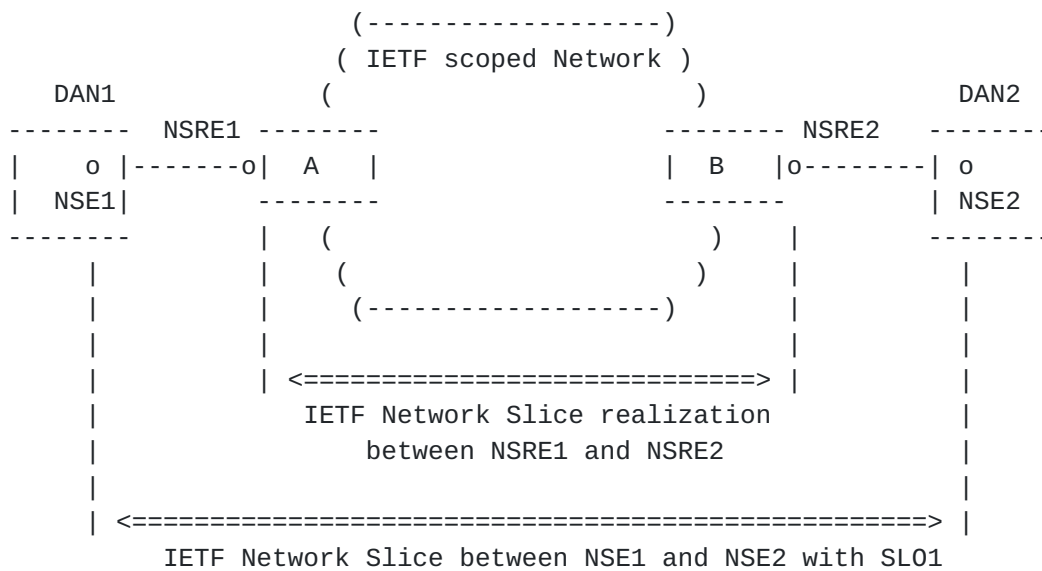 (-------------------)
( IETF scoped Network )
DAN1 ( ) DAN2
-------- NSRE1 -------- -------- NSRE2 --------
| o |-------o| A | | B |o--------| o
| NSE1| -------- -------- | NSE2
-------- | ( ) | --------
| | ( ) | |
| | (-------------------) | |
| | | |
| | <=============================> | |
| IETF Network Slice realization |
| between NSRE1 and NSRE2 |
| |
| <===================================================> |
IETF Network Slice between NSE1 and NSE2 with SLO1